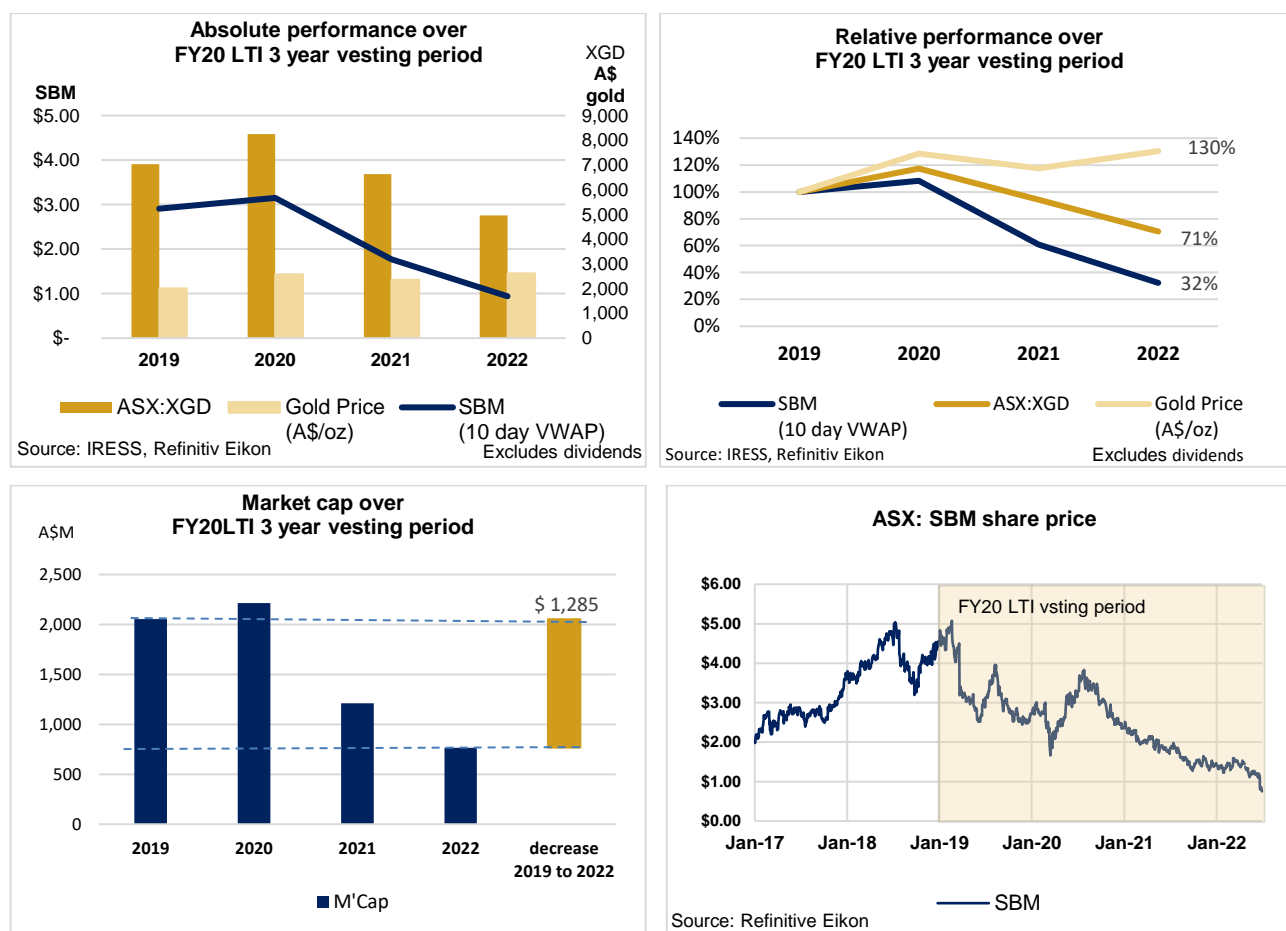 Absolute performance over
FY20 LTI 3 year vesting period
SBM
XGD
A$
gold
$5.00
$4.00
$3.00
$2.00
$1.00
$-
9,000
8,000
7,000
6,000
5,000
4,000
3,000
2,000
1,000
0
2019 2020 2021 2022
ASX:XGD Gold Price (A$/oz) SBM (10 day VWAP)
Source: IRESS, Refinitiv Eikon Excludes dividends
Relative performance over
FY20 LTI 3 year vesting period
140%
120%
100%
80%
60%
40%
20%
0%
130%
71%
32%
2019 2020 2021 2022
SBM (10 day VWAP) ASX:XGD Gold Price (A$/oz)
Source: IRESS, Refinitiv Eikon Excludes dividends
Market cap over
FY20LTI 3 year vesting period
A$M
2,500
2,000
1,500
1,000
500
0
$ 1,285
2019 2020 2021 2022 decrease 2019 to 2022
M'Cap
ASX: SBM share price
$6.00
$5.00
$4.00
$3.00
$2.00
$1.00
$0.00
FY20 LTI vsting period
Jan-17 Jan-18 Jan-19 Jan-20 Jan-21 Jan-22
SBM
Source: Refinitive Eikon